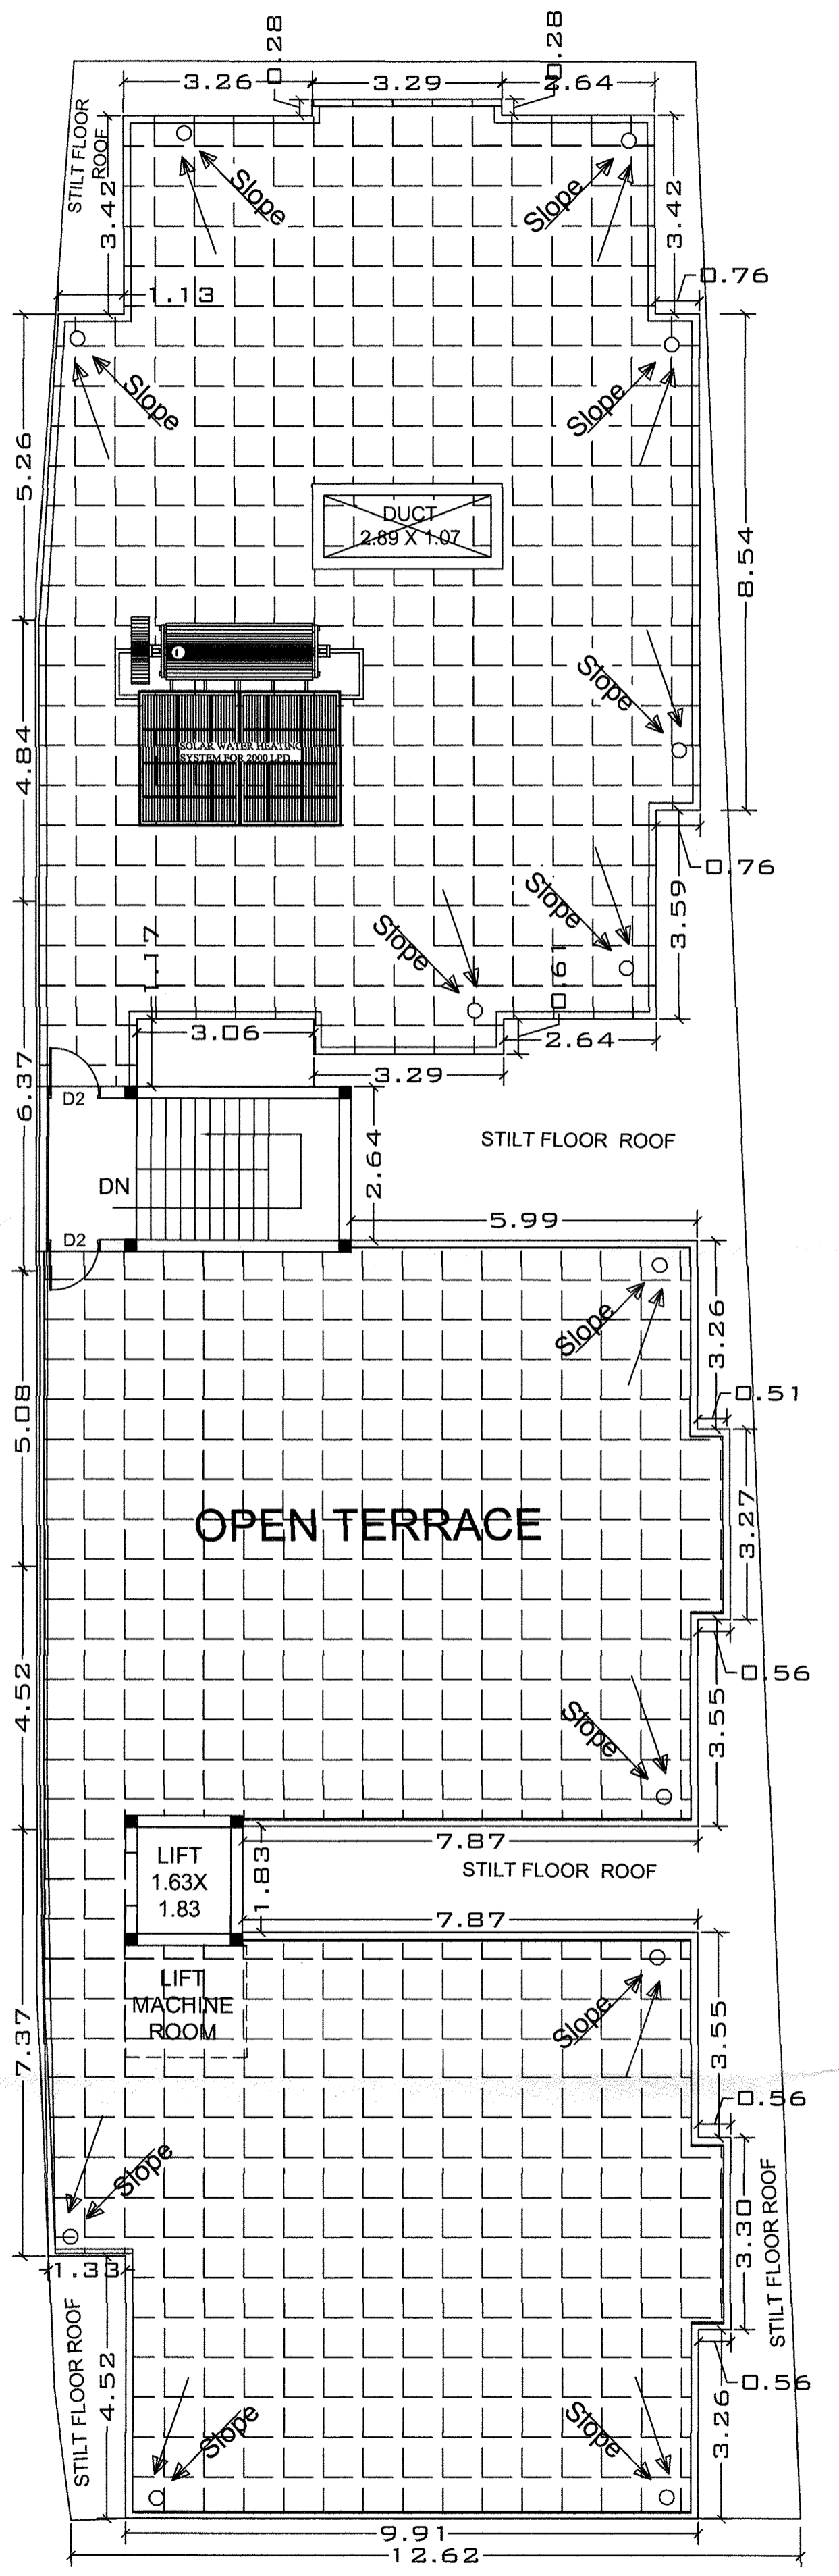 0.28
0.28
3.26
3.29
2.64
STILT FLOOR
ROOF
3.42
Slope
Slope
3.42
0.76
1.13
Slope
Slope
5.26
DUCT
2.89 X 1.07
8.54
SOLAR WATER HEATING
SYSTEM FOR 2000 LPD...
Slope
4.84
0.76
Slope
Slope
3.59
1.17
0.61
3.06
2.64
3.29
6.37
D2
STILT FLOOR ROOF
2.64
DN
5.99
D2
Slope
3.26
0.51
5.08
OPEN TERRACE
3.27
0.56
4.52
Slope
3.55
7.87
LIFT
1.63X
1.83
1.83
STILT FLOOR ROOF
7.87
LIFT
MACHINE
ROOM
Slope
3.55
7.37
0.56
Slope
3.30
STILT FLOOR ROOF
1.33
STILT FLOOR ROOF
4.52
0.56
Slope
Slope
3.26
9.91
12.62